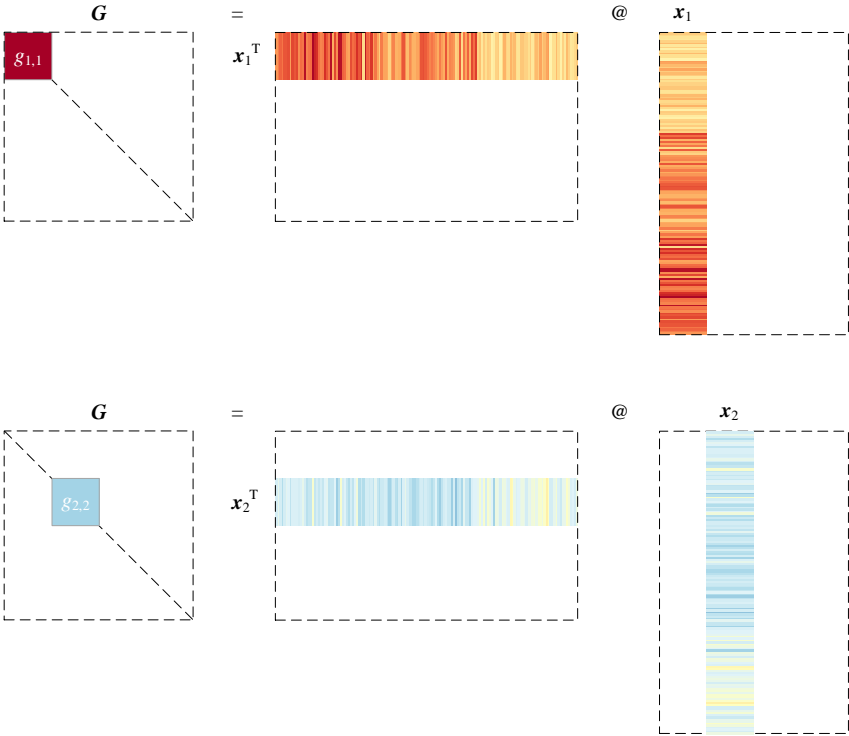 G = @ x₁
x₁ᵀ
g₁,₁
G = @ x₂
g₂,₂ x₂ᵀ